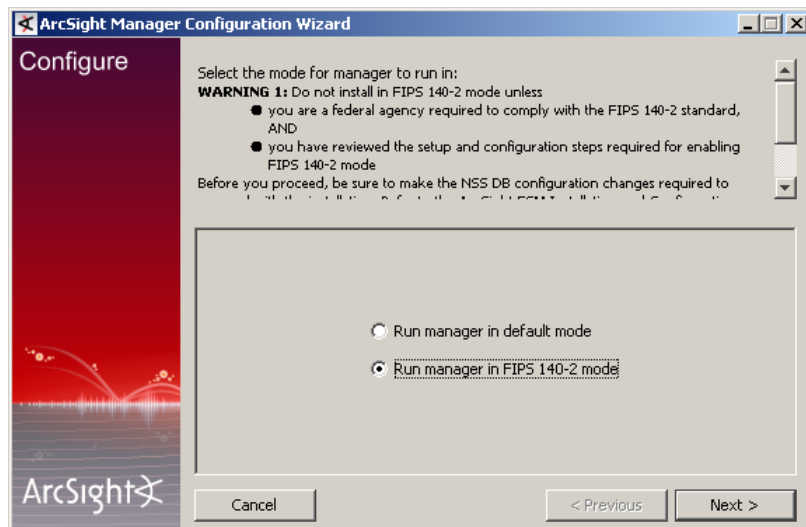 ArcSight Manager Configuration Wizard
Configure
Select the mode for manager to run in:
WARNING 1: Do not install in FIPS 140-2 mode unless
● you are a federal agency required to comply with the FIPS 140-2 standard,
AND
● you have reviewed the setup and configuration steps required for enabling
FIPS 140-2 mode
Before you proceed, be sure to make the NSS DB configuration changes required to
Run manager in default mode
Run manager in FIPS 140-2 mode
ArcSight
Cancel
< Previous
Next >